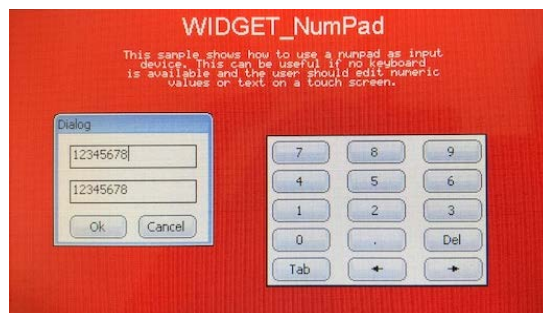 WIDGET_NumPad
This sample shows how to use a numpad as input
device. This can be useful if no keyboard
is available and the user should edit numeric
values or text on a touch screen.
Dialog
12345678
12345678
Ok Cancel
7 8 9
4 5 6
1 2 3
0 . Del
Tab ← →